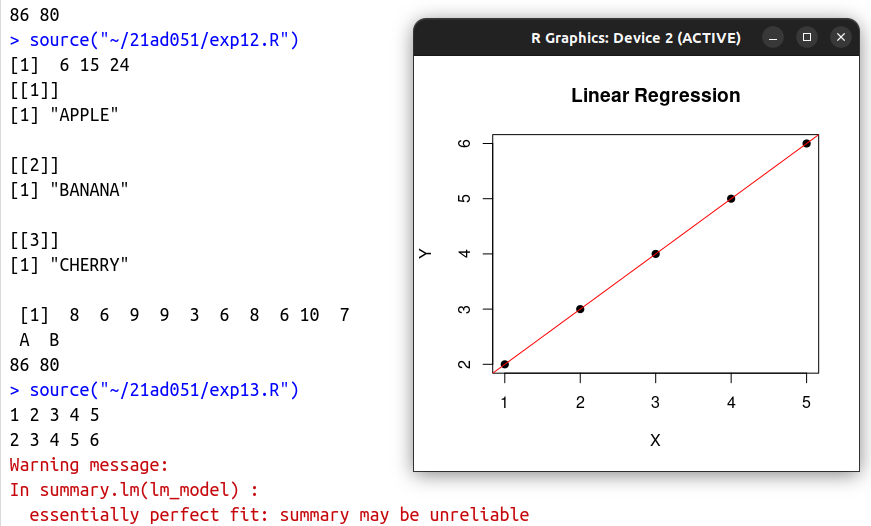 86 80
> source("~/21ad051/exp12.R")
[1]  6 15 24
[[1]]
[1] "APPLE"
[[2]]
[1] "BANANA"
[[3]]
[1] "CHERRY"
[1]  8  6  9  9  3  6  8  6 10  7
A  B
86 80
> source("~/21ad051/exp13.R")
1 2 3 4 5
2 3 4 5 6
Warning message:
In summary.lm(lm_model) :
essentially perfect fit: summary may be unreliable
R Graphics: Device 2 (ACTIVE)
Linear Regression
6
5
4
3
2
Y
1 2 3 4 5
X